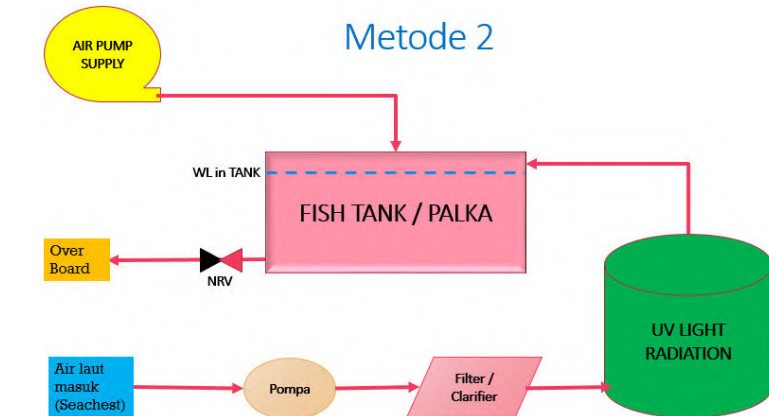 Metode 2
AIR PUMP
SUPPLY
WL in TANK
FISH TANK / PALKA
Over
Board
NRV
UV LIGHT
RADIATION
Air laut
masuk
(Seachest)
Pompa
Filter /
Clarifier